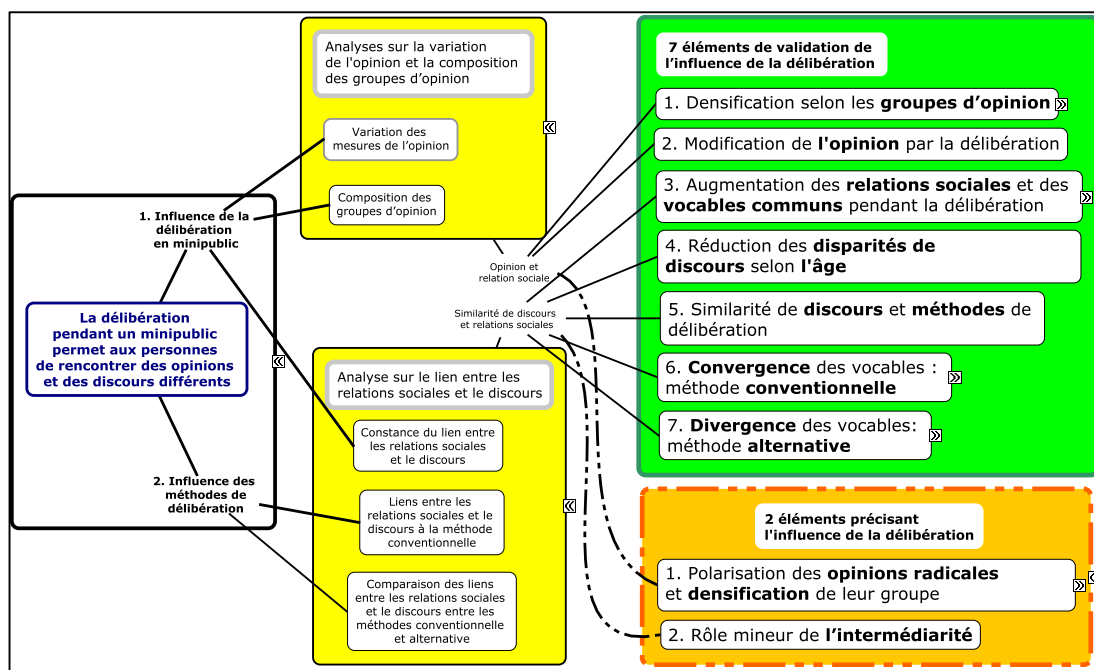 Analyses sur la variation
de l'opinion et la composition
des groupes d’opinion
Variation des
mesures de l’opinion
Composition des
groupes d’opinion
1. Influence de la
délibération
en minipublic
La délibération
pendant un minipublic
permet aux personnes
de rencontrer des opinions
et des discours différents
2. Influence des
méthodes de
délibération
Opinion et
relation sociale
Similarité de discours
et relations sociales
Analyse sur le lien entre les
relations sociales et le discours
Constance du lien entre
les relations sociales
et le discours
Liens entre les
relations sociales et le
discours à la méthode
conventionnelle
Comparaison des liens
entre les relations sociales
et le discours entre les
méthodes conventionnelle
et alternative
7 éléments de validation de
l’influence de la délibération
1. Densification selon les groupes d’opinion
2. Modification de l'opinion par la délibération
3. Augmentation des relations sociales et des
vocables communs pendant la délibération
4. Réduction des disparités de
discours selon l'âge
5. Similarité de discours et méthodes de
délibération
6. Convergence des vocables :
méthode conventionnelle
7. Divergence des vocables:
méthode alternative
2 éléments précisant
l'influence de la délibération
1. Polarisation des opinions radicales
et densification de leur groupe
2. Rôle mineur de l’intermédiarité